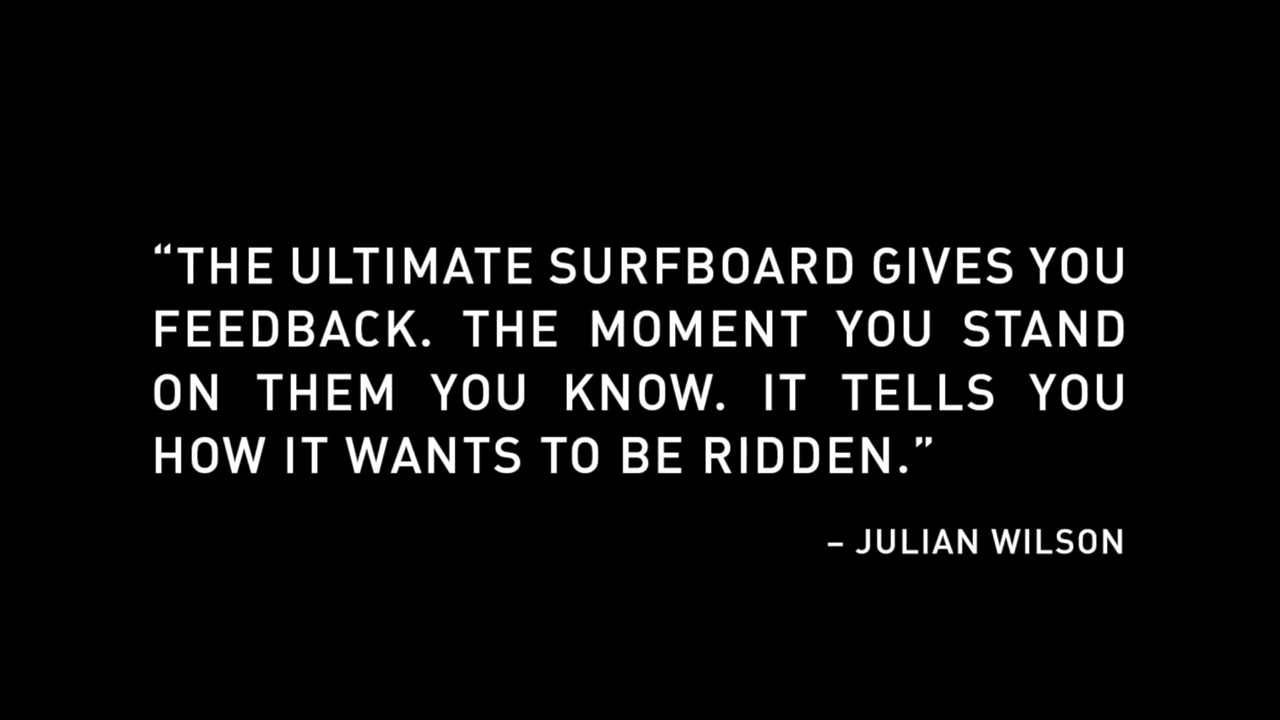 “THE ULTIMATE SURFBOARD GIVES YOU
FEEDBACK. THE MOMENT YOU STAND
ON THEM YOU KNOW. IT TELLS YOU
HOW IT WANTS TO BE RIDDEN.”
– JULIAN WILSON